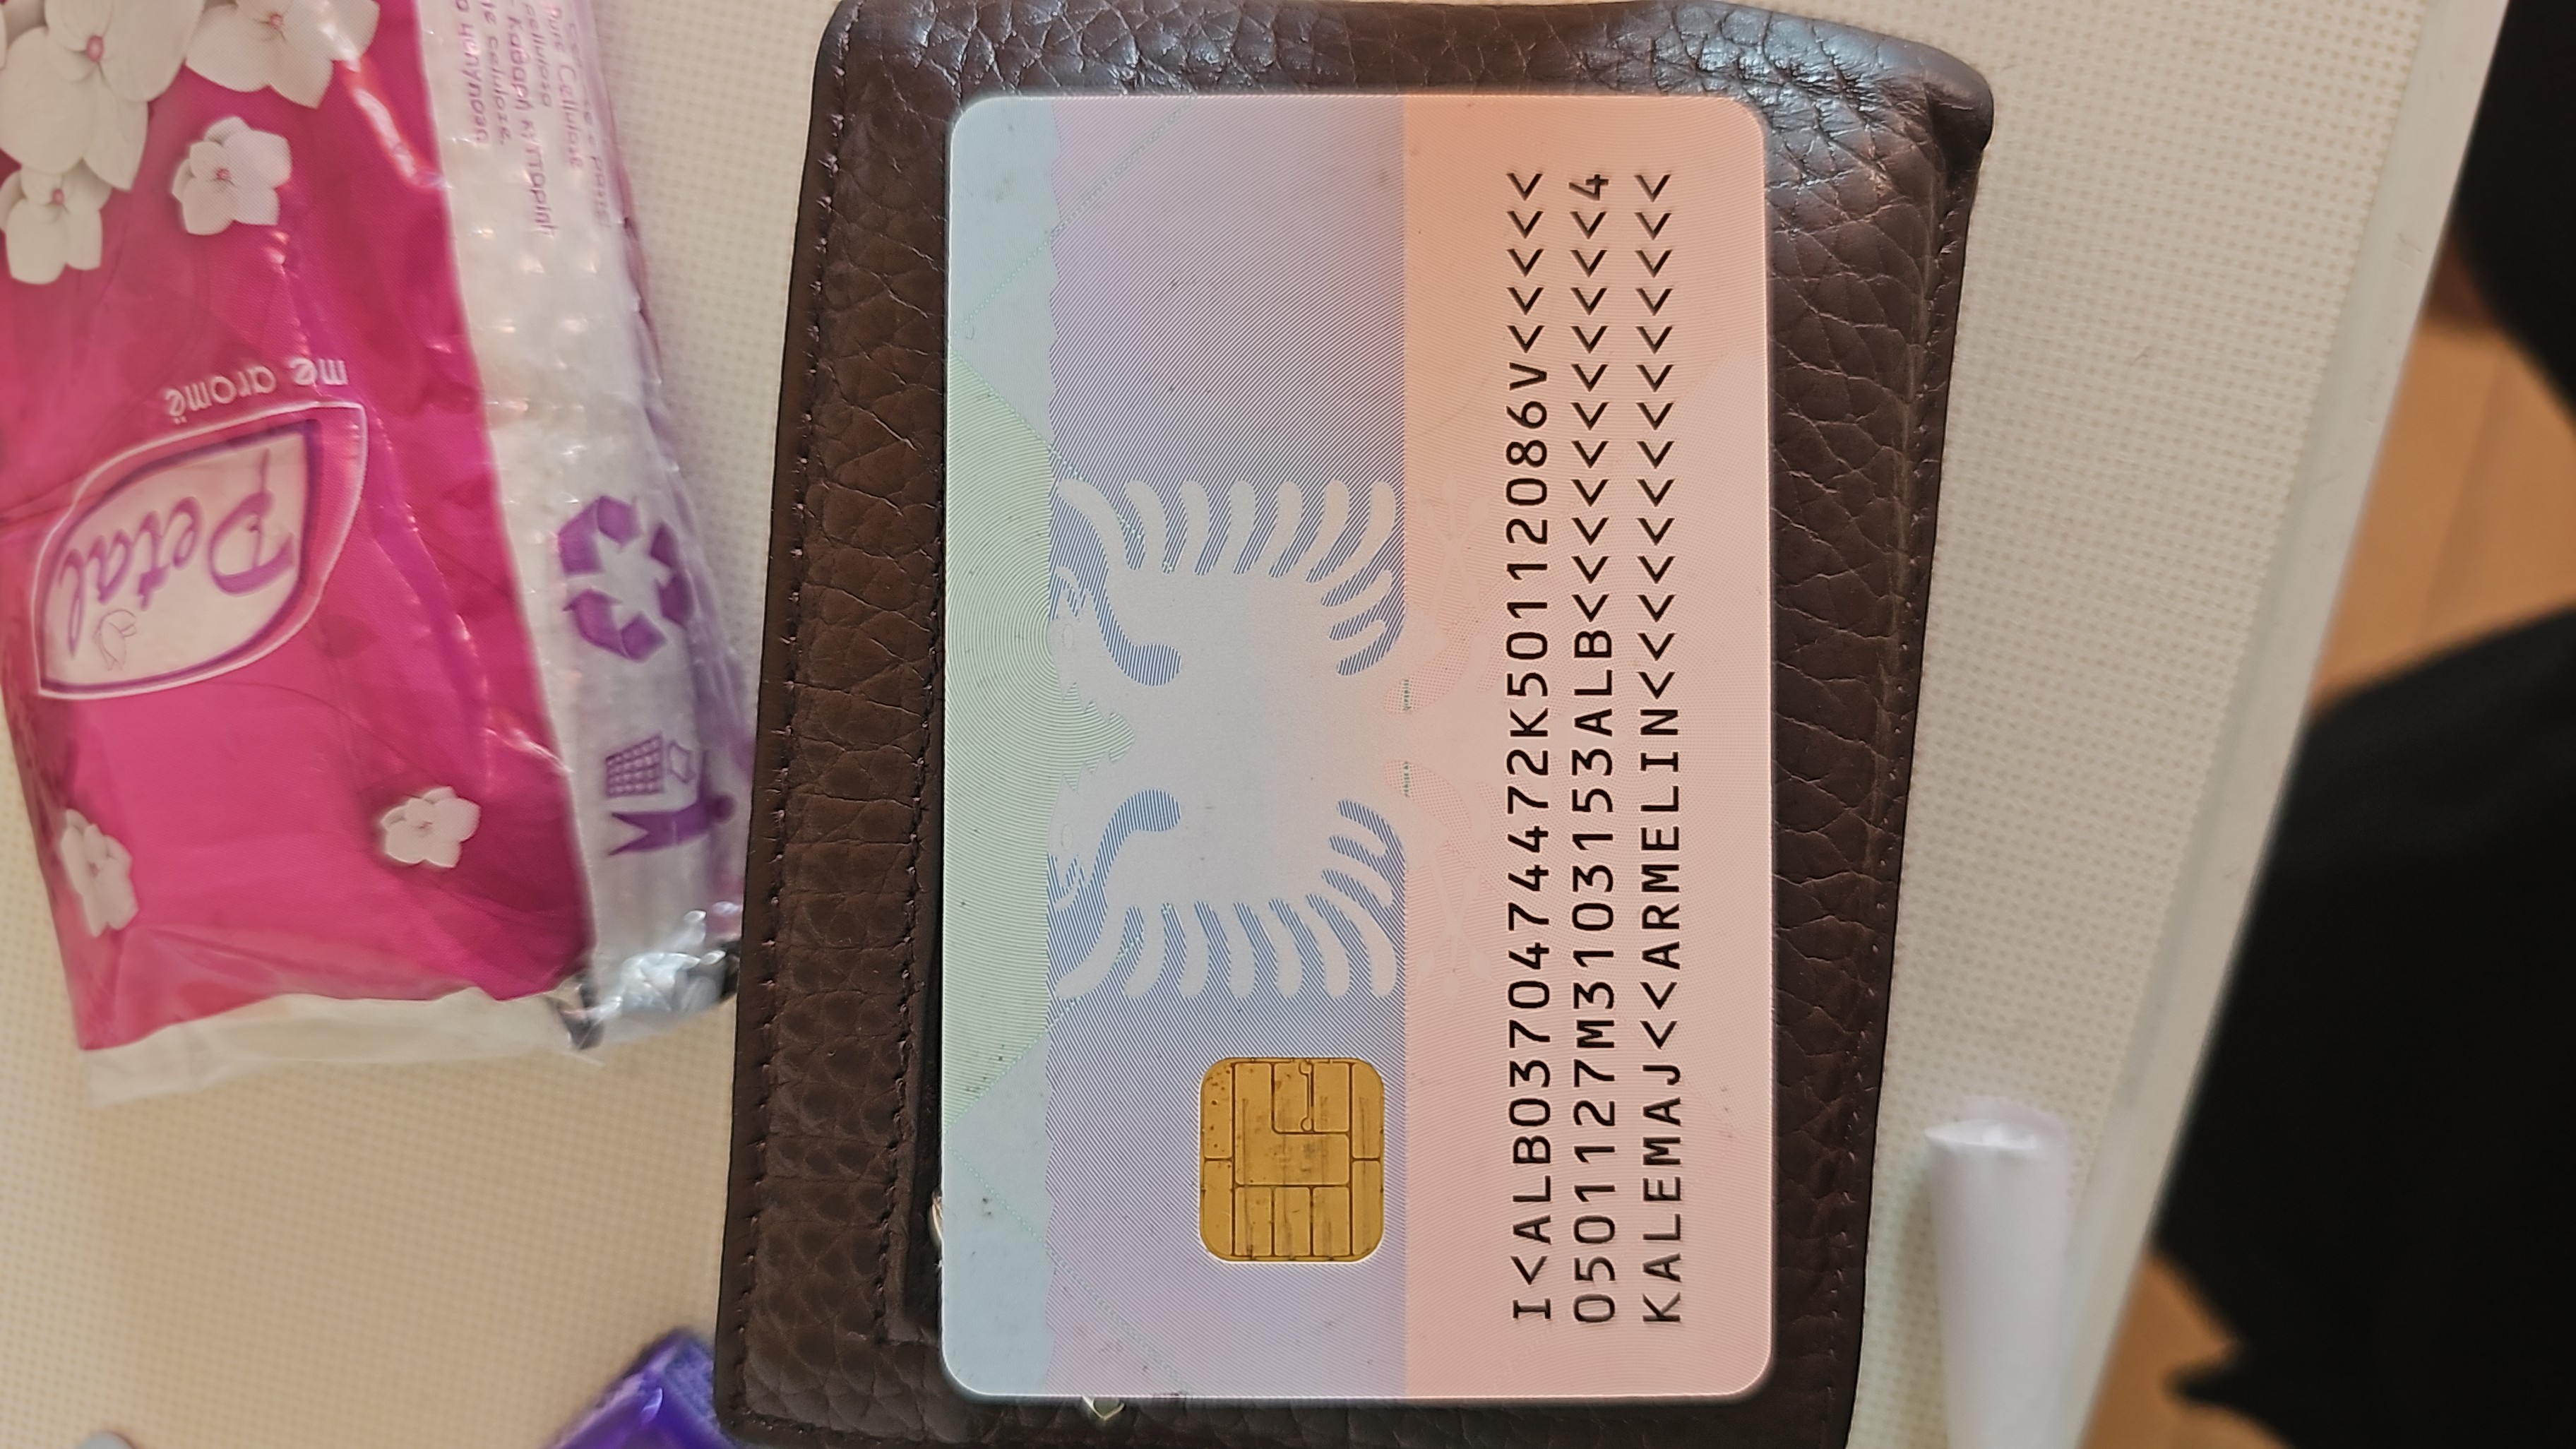 me aromë
Petal
I<ALB0370474472K50112086V<<<<<
0501127M3103153ALB<<<<<<<<<<<4
KALEMAJ<<ARMELIN<<<<<<<<<<<<<<